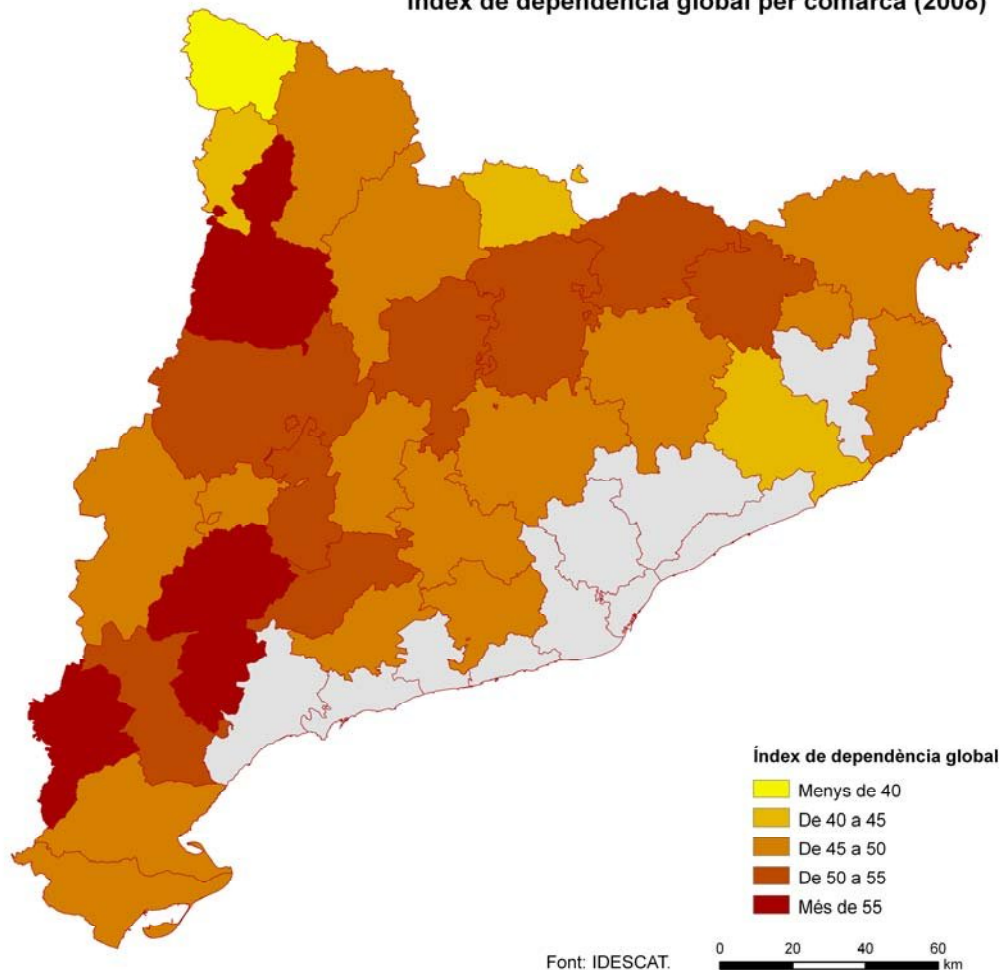 Índex de dependència global per comarca (2008)
Índex de dependència global
Menys de 40
De 40 a 45
De 45 a 50
De 50 a 55
Més de 55
Font: IDESCAT.
0 20 40 60
km